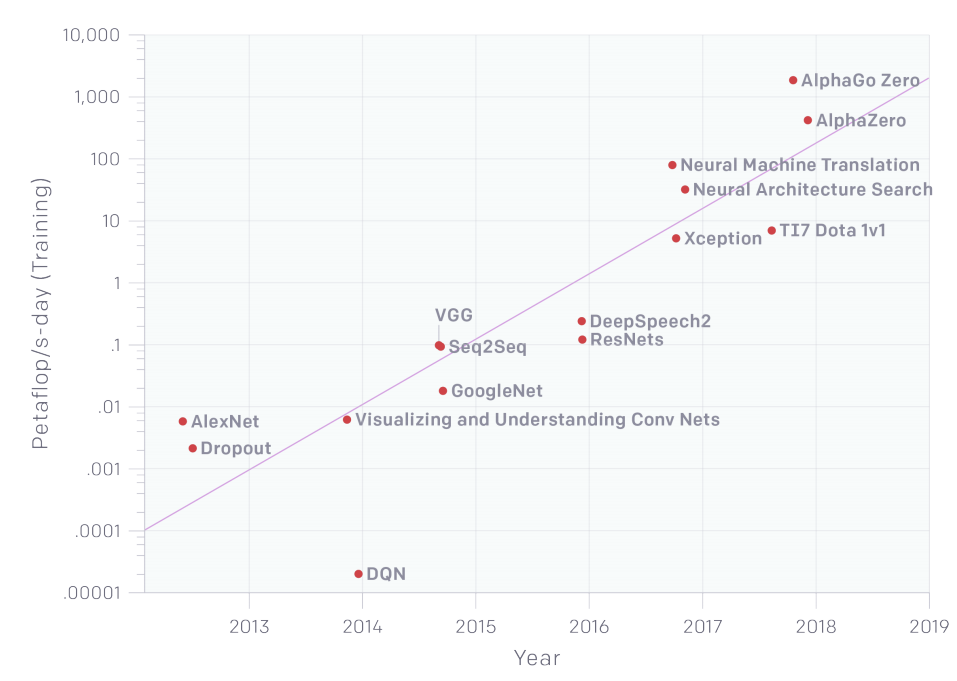 10,000
1,000
100
10
1
.1
.01
.001
.0001
.00001
Petaflop/s-day (Training)
AlphaGo Zero
AlphaZero
Neural Machine Translation
Neural Architecture Search
TI7 Dota 1v1
Xception
VGG
DeepSpeech2
ResNets
Seq2Seq
GoogleNet
AlexNet
Visualizing and Understanding Conv Nets
Dropout
DQN
2013 2014 2015 2016 2017 2018 2019
Year